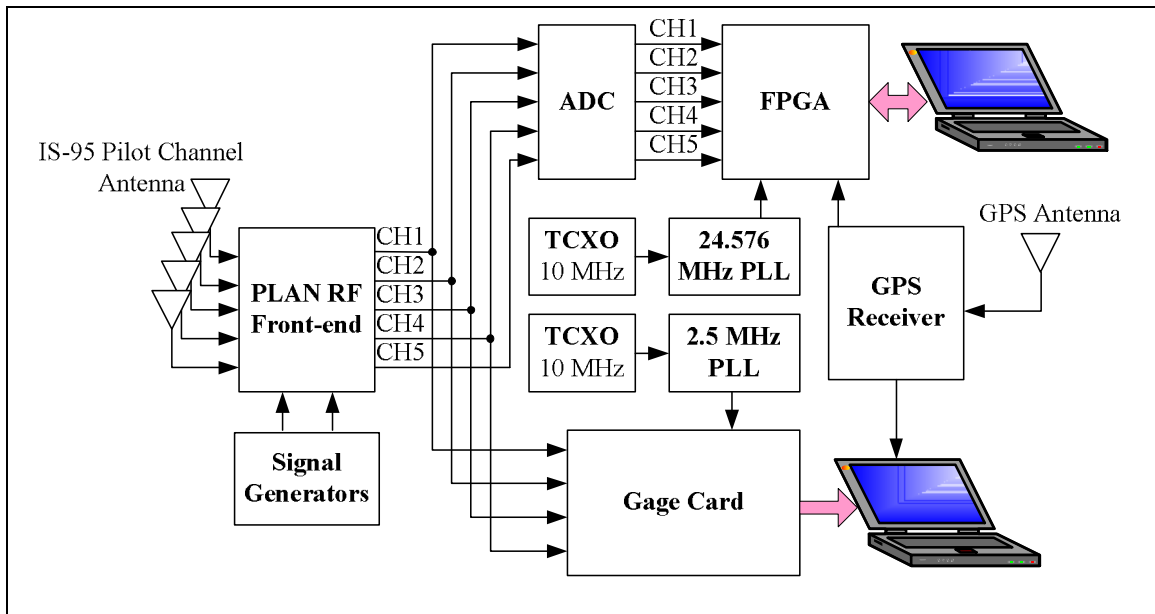 CH1
CH2
CH3
CH4
CH5
ADC
FPGA
IS-95 Pilot Channel
Antenna
GPS Antenna
TCXO
10 MHz
24.576
MHz PLL
CH1
CH2
CH3
CH4
CH5
PLAN RF
Front-end
GPS
Receiver
TCXO
10 MHz
2.5 MHz
PLL
Signal
Generators
Gage Card